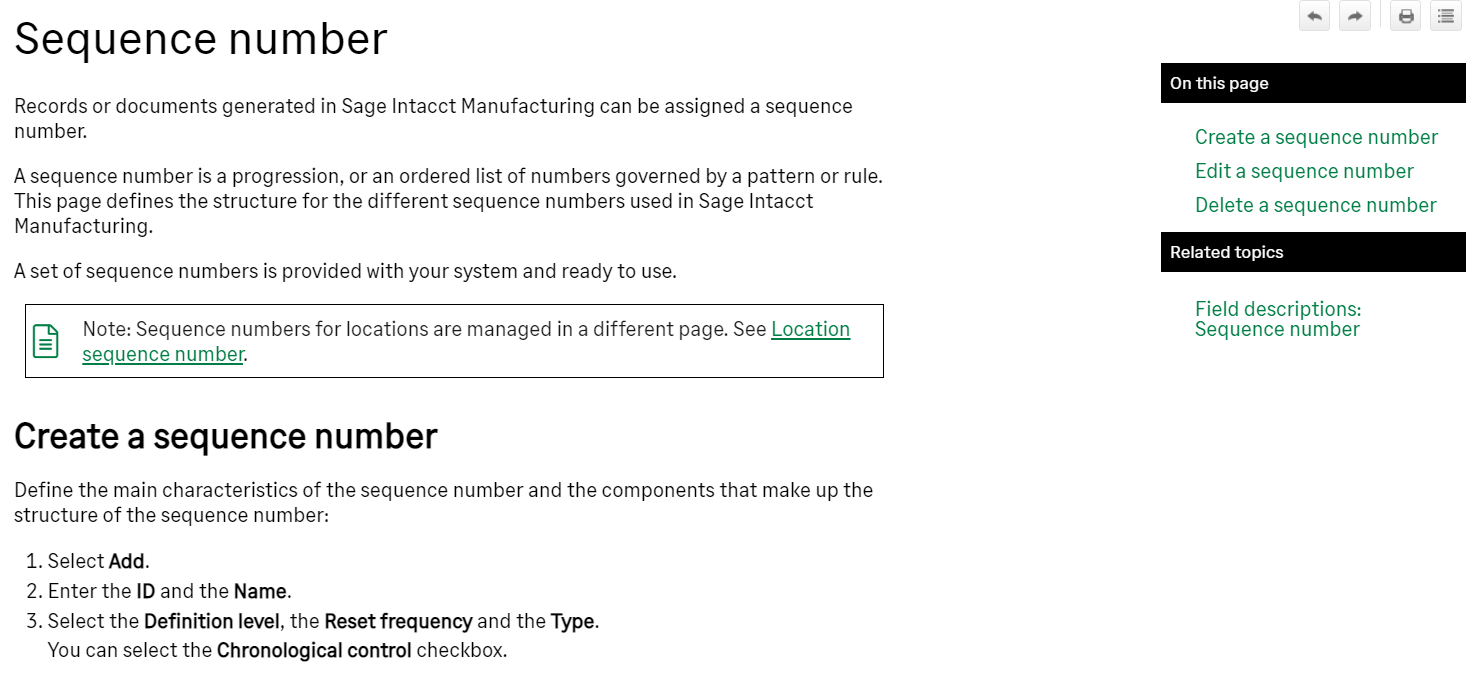 Sequence number
Records or documents generated in Sage Intacct Manufacturing can be assigned a sequence
number.
A sequence number is a progression, or an ordered list of numbers governed by a pattern or rule.
This page defines the structure for the different sequence numbers used in Sage Intacct
Manufacturing.
A set of sequence numbers is provided with your system and ready to use.
Note: Sequence numbers for locations are managed in a different page. See Location
sequence number.
Create a sequence number
Define the main characteristics of the sequence number and the components that make up the
structure of the sequence number:
1. Select Add.
2. Enter the ID and the Name.
3. Select the Definition level, the Reset frequency and the Type.
You can select the Chronological control checkbox.
On this page
Create a sequence number
Edit a sequence number
Delete a sequence number
Related topics
Field descriptions:
Sequence number